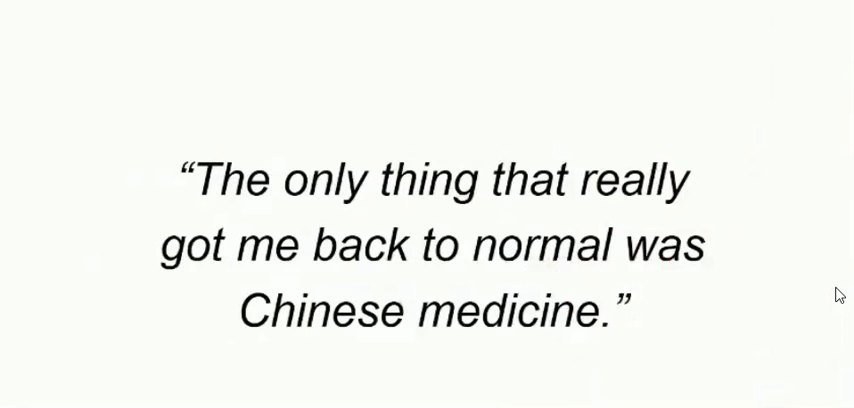 “The only thing that really
got me back to normal was
Chinese medicine.”